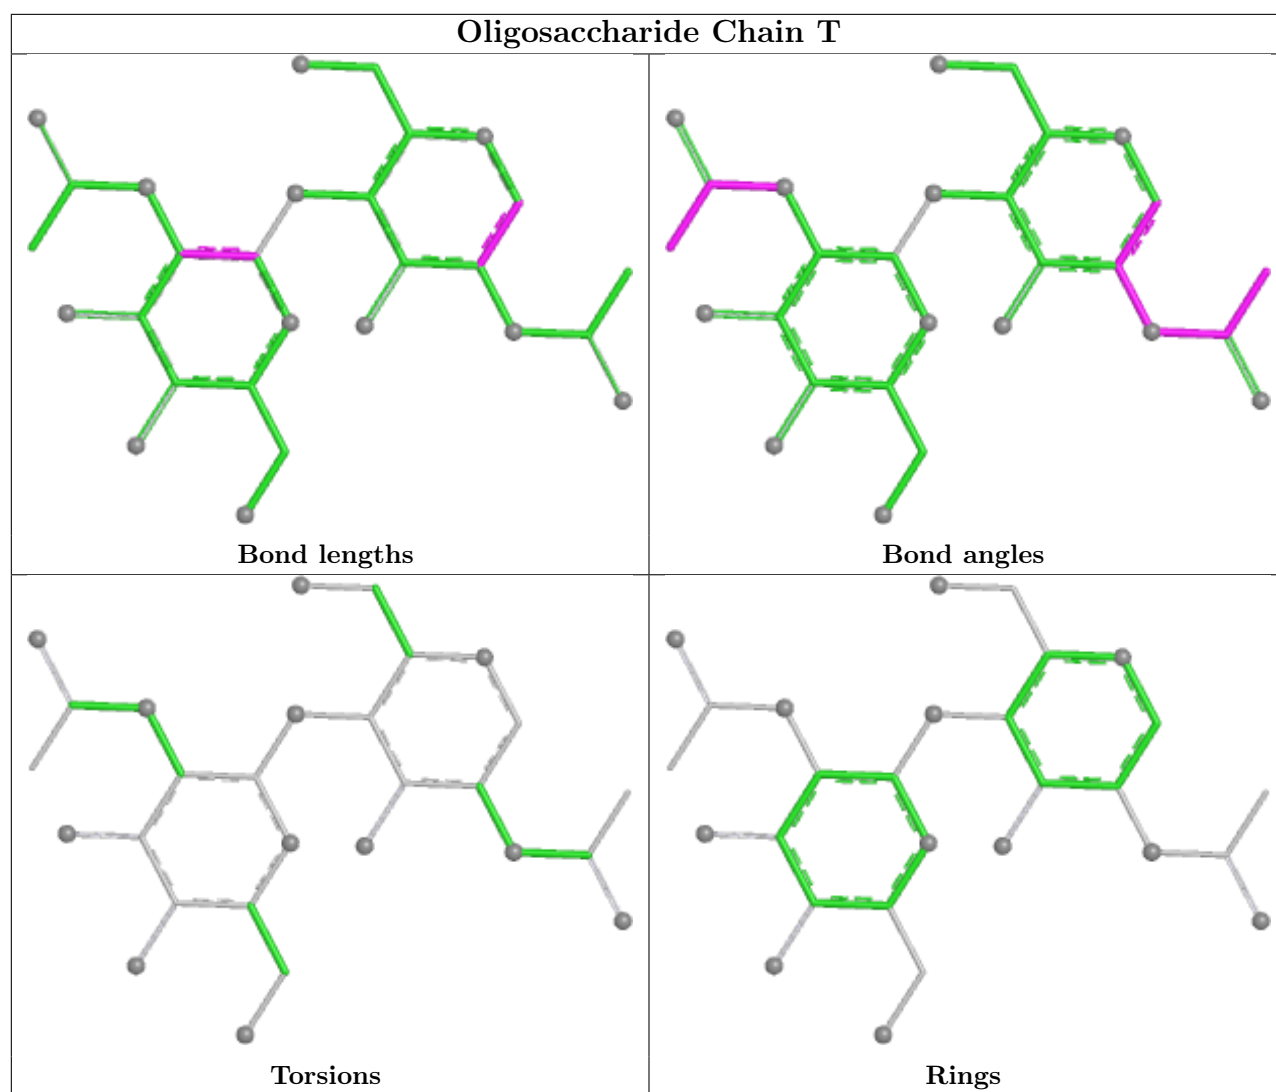 Oligosaccharide Chain T
Bond lengths
Bond angles
Torsions
Rings